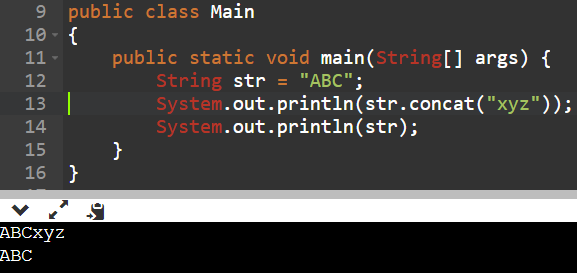 9 public class Main
10 {
11 public static void main(String[] args) {
12 String str = "ABC";
13 System.out.println(str.concat("xyz"));
14 System.out.println(str);
15 }
16 }
ABCxyz
ABC